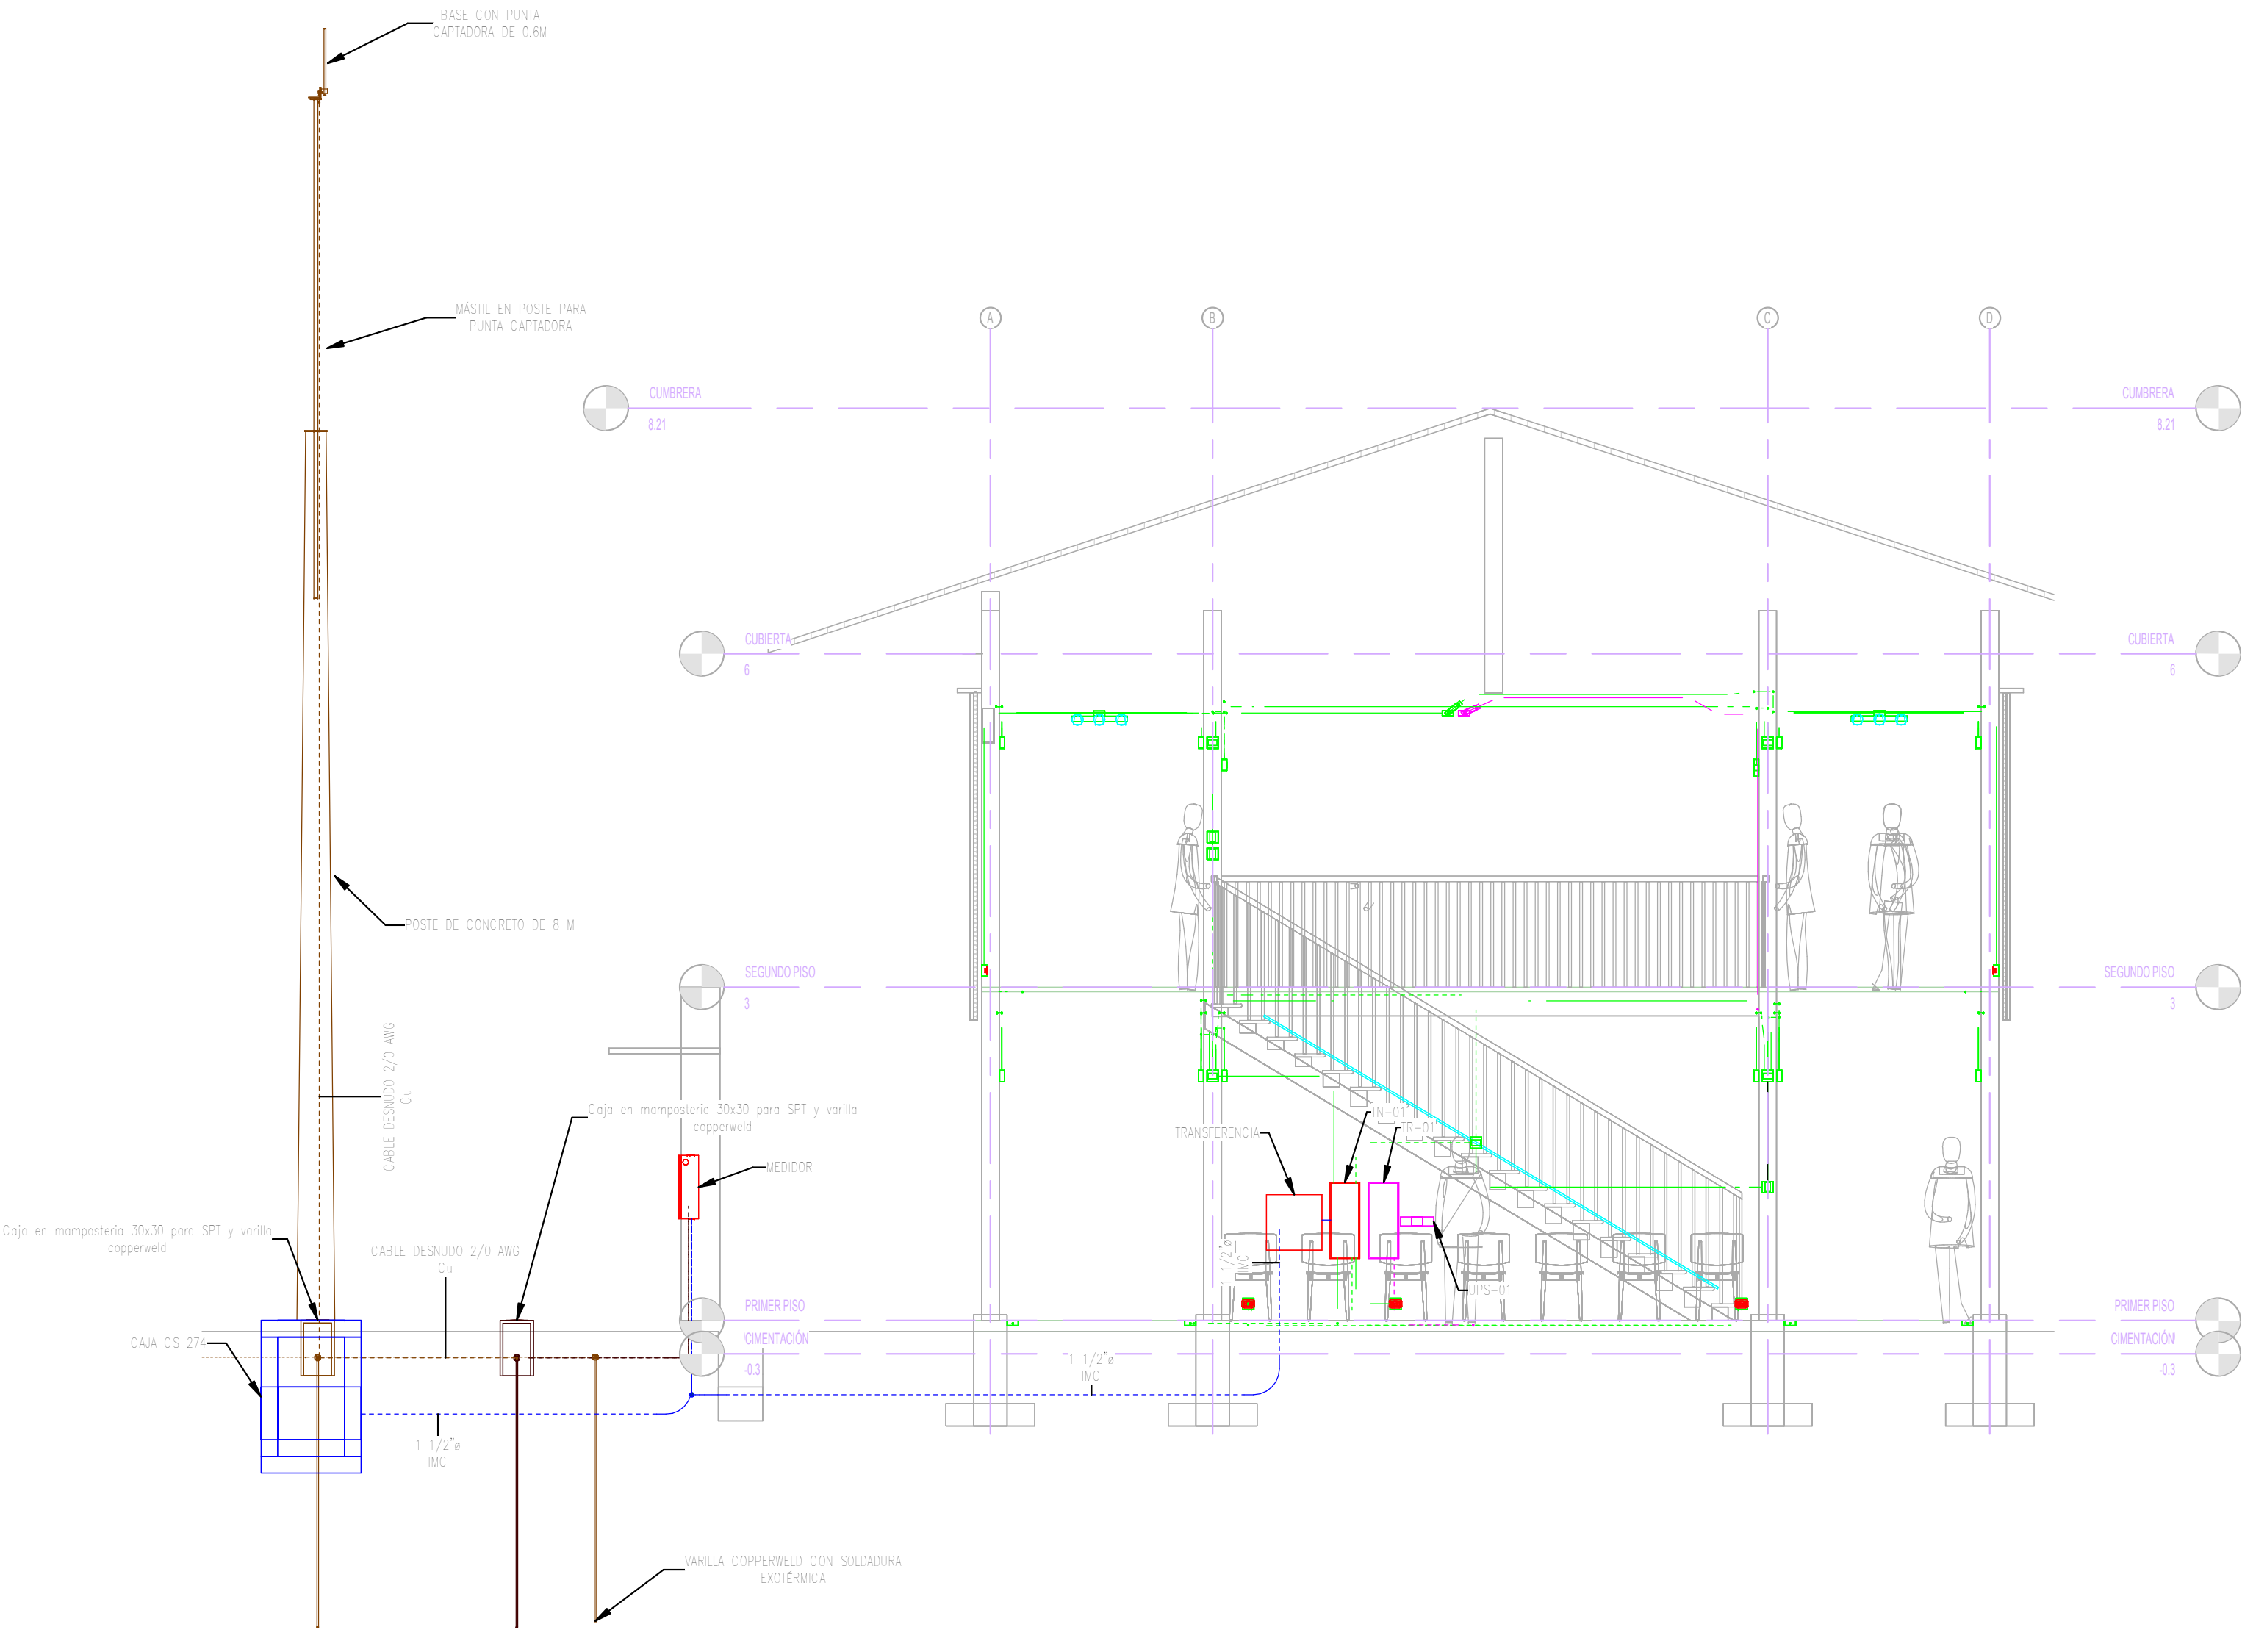 BASE CON PUNTA
CAPTADORA DE 0.6M
MÁSTIL EN POSTE PARA
PUNTA CAPTADORA
A
B
C
D
CUMBRERA
8.21
CUMBRERA
8.21
CUBIERTA
6
CUBIERTA
6
POSTE DE CONCRETO DE 8 M
SEGUNDO PISO
3
SEGUNDO PISO
3
CABLE DESNUDO 2/0 AWG
Cu
Caja en mamposteria 30x30 para SPT y varilla
copperweld
TN-01
TR-01
TRANSFERENCIA
MEDIDOR
Caja en mamposteria 30x30 para SPT y varilla
copperweld
CABLE DESNUDO 2/0 AWG
Cu
1 1/2"ø
IMC
UPS-01
PRIMER PISO
PRIMER PISO
CAJA CS 274
CIMENTACIÓN
-0.3
CIMENTACIÓN
-0.3
1 1/2"ø
IMC
1 1/2"ø
IMC
VARILLA COPPERWELD CON SOLDADURA
EXOTÉRMICA